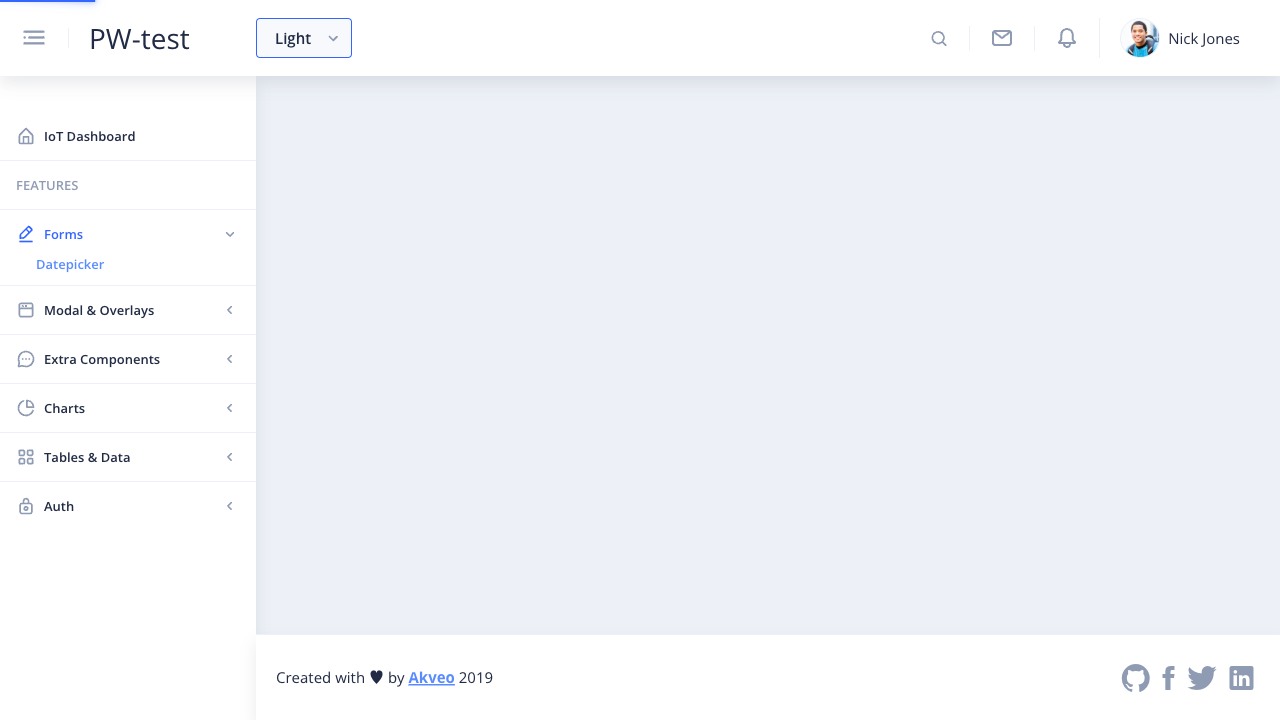 PW-test
Light
Nick Jones
IoT Dashboard
FEATURES
Forms
Datepicker
Modal & Overlays
Extra Components
Charts
Tables & Data
Auth
Created with ♥ by Akveo 2019